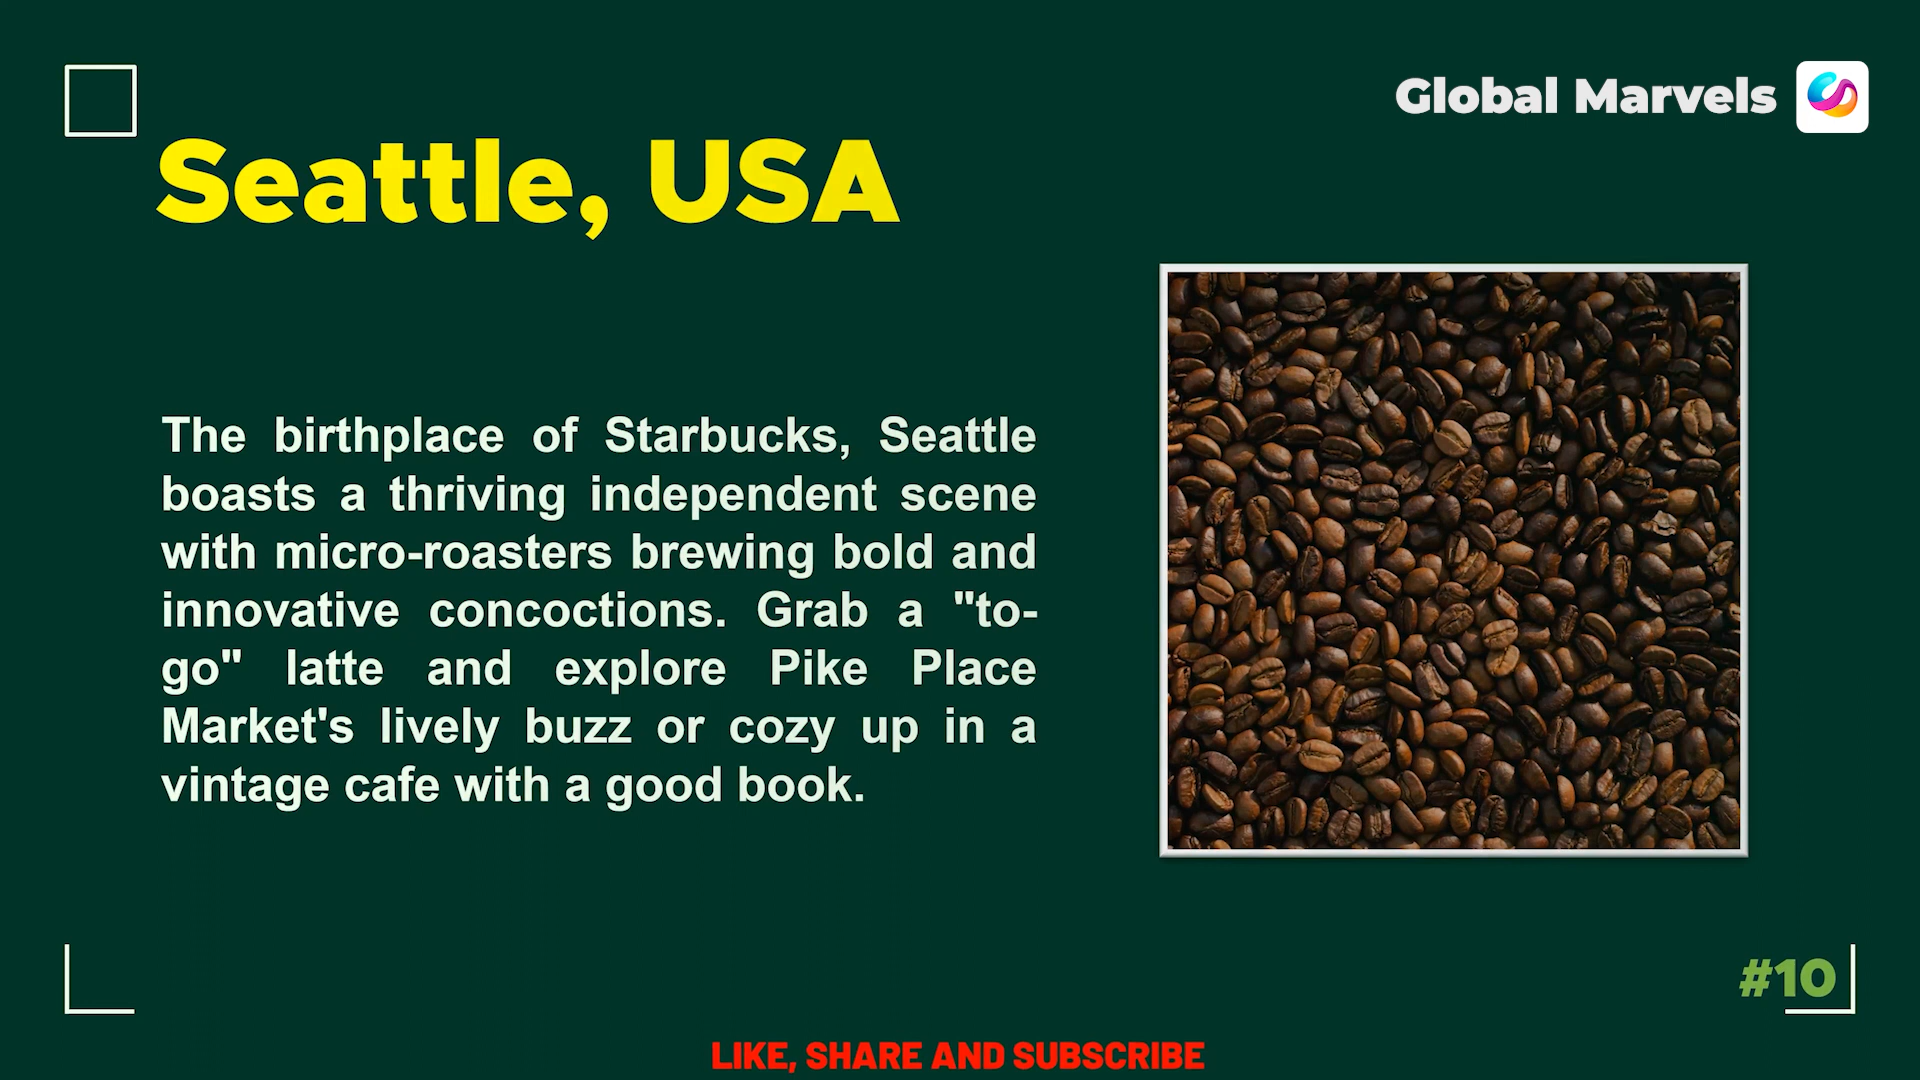 Global Marvels
Seattle, USA
The birthplace of Starbucks, Seattle
boasts a thriving independent scene
with micro-roasters brewing bold and
innovative concoctions. Grab a "to-
go" latte and explore Pike Place
Market's lively buzz or cozy up in a
vintage cafe with a good book.
#10
LIKE, SHARE AND SUBSCRIBE